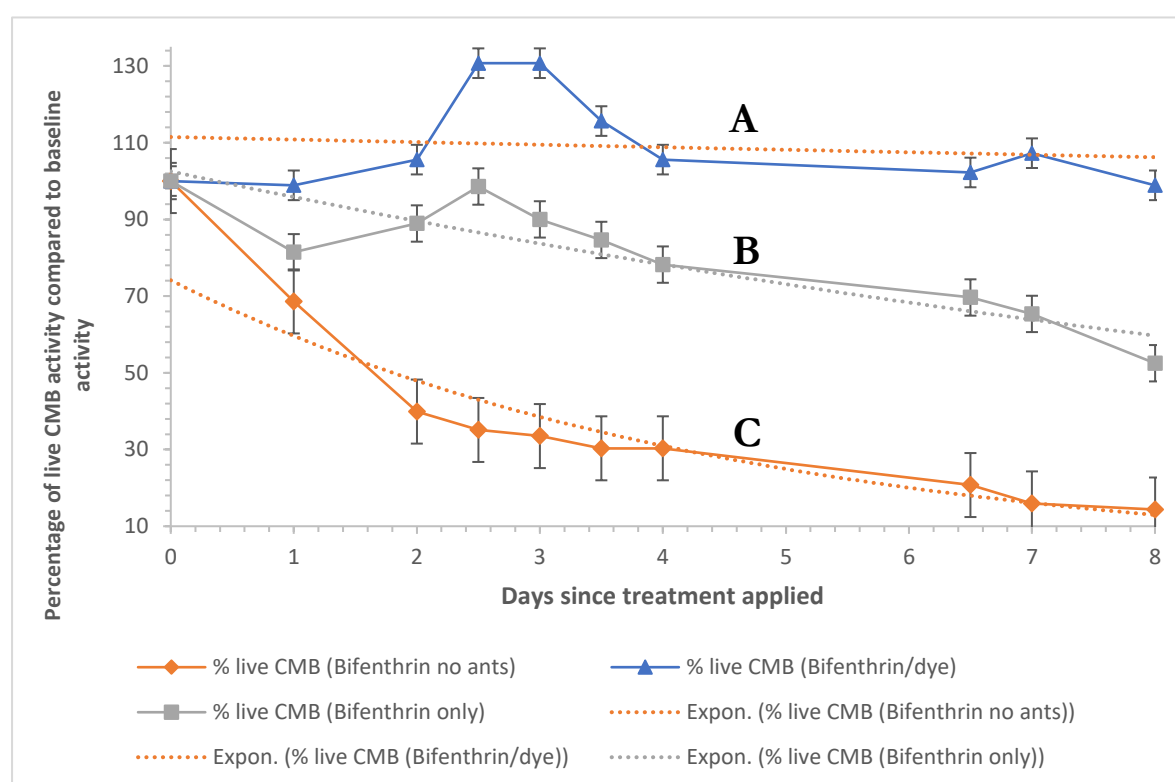 Percentage of live CMB activity compared to baseline
activity
130
110
90
70
50
30
10
A
B
C
0 1 2 3 4 5 6 7 8
Days since treatment applied
% live CMB (Bifenthrin no ants) % live CMB (Bifenthrin/dye)
% live CMB (Bifenthrin only) Expon. (% live CMB (Bifenthrin no ants))
Expon. (% live CMB (Bifenthrin/dye)) Expon. (% live CMB (Bifenthrin only))